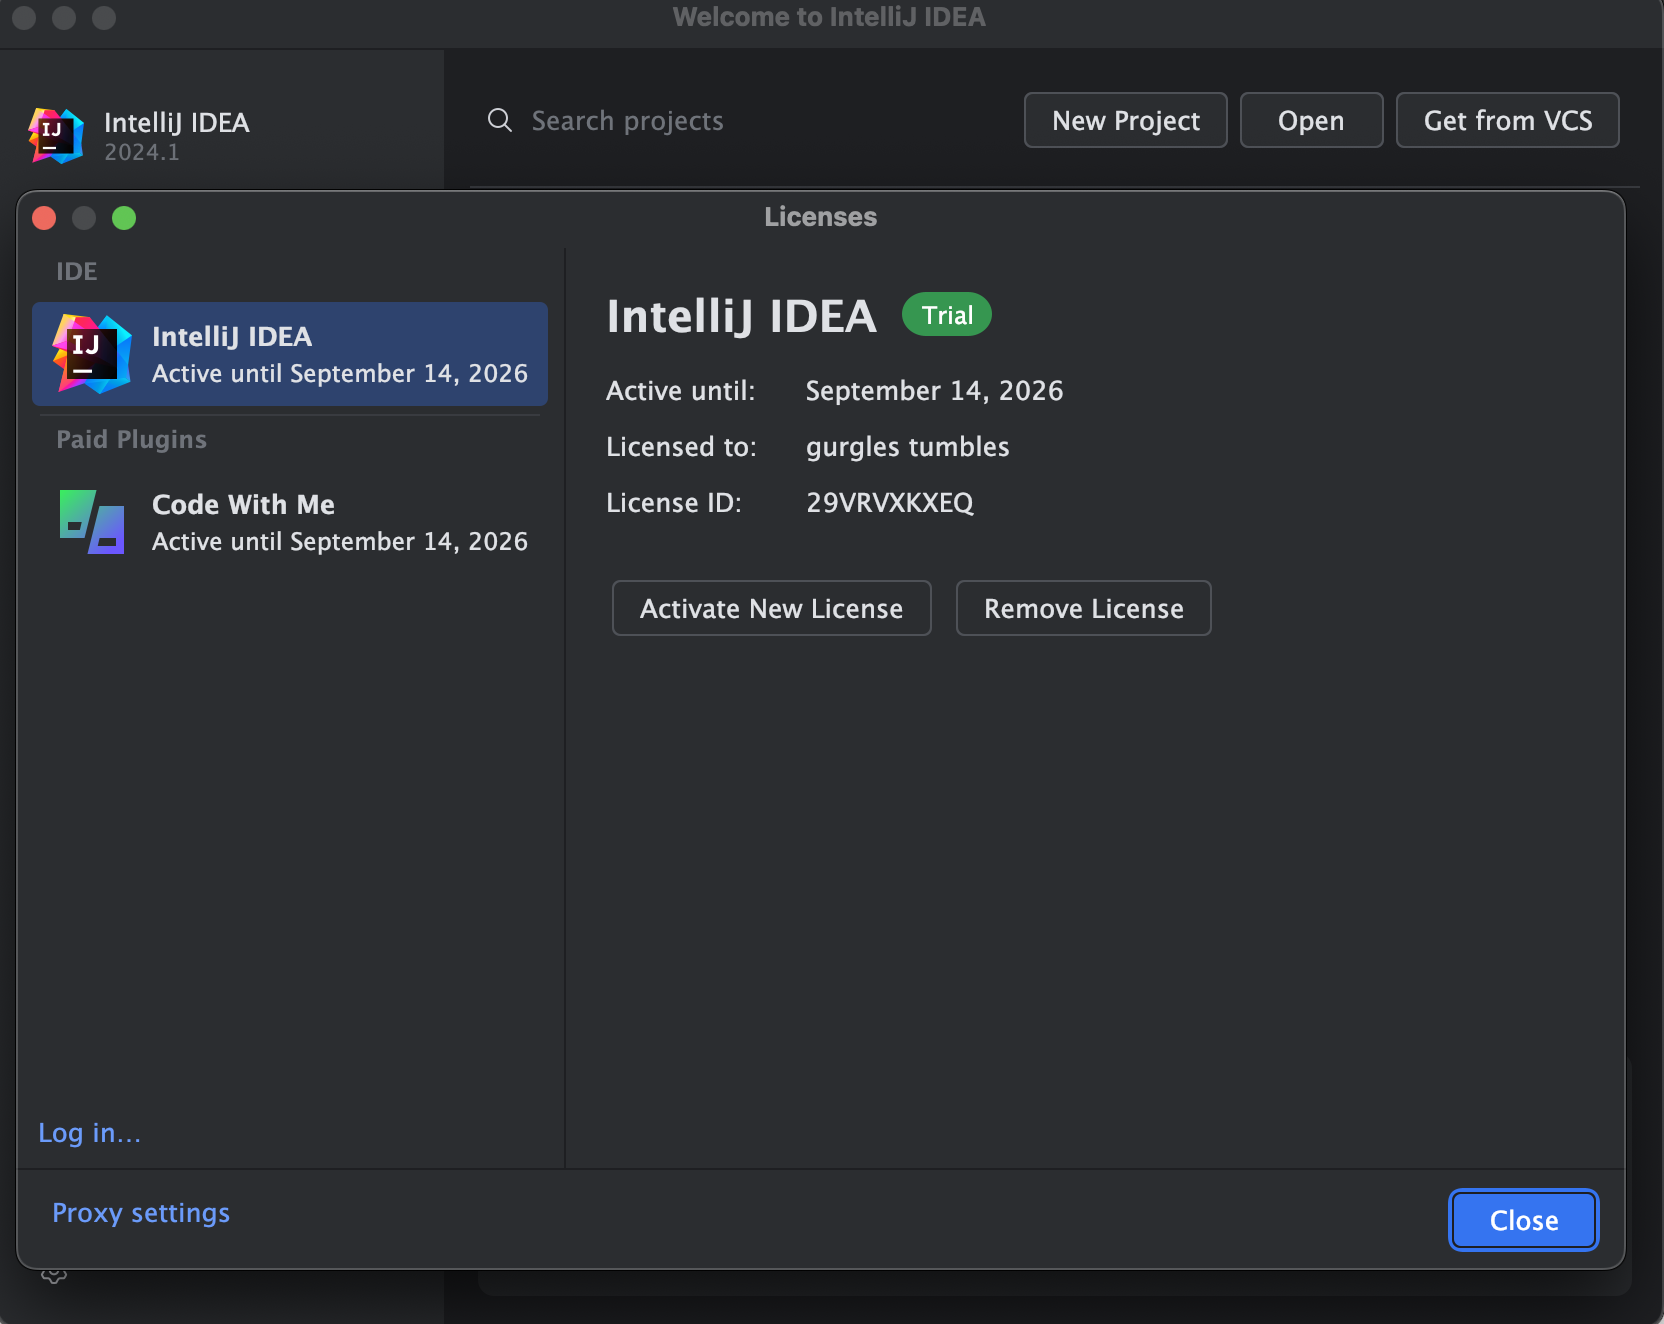 Welcome to IntelliJ IDEA
IJ
IntelliJ IDEA
2024.1
Search projects
New Project
Open
Get from VCS
Licenses
IDE
IJ
IntelliJ IDEA
Active until September 14, 2026
Paid Plugins
Code With Me
Active until September 14, 2026
IntelliJ IDEA
Trial
Active until: September 14, 2026
Licensed to: gurgles tumbles
License ID: 29VRVXKXEQ
Activate New License
Remove License
Log in...
Proxy settings
Close